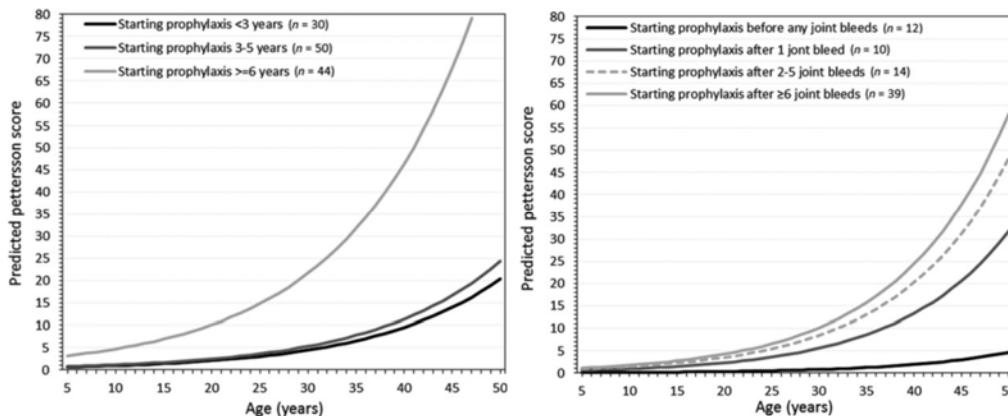 80
75
70
65
60
55
50
45
40
35
30
25
20
15
10
5
0
Predicted pettersson score
Starting prophylaxis <3 years (n = 30)
Starting prophylaxis 3-5 years (n = 50)
Starting prophylaxis >=6 years (n = 44)
5 10 15 20 25 30 35 40 45 50
Age (years)
80
75
70
65
60
55
50
45
40
35
30
25
20
15
10
5
0
Predicted pettersson score
Starting prophylaxis before any joint bleeds (n = 12)
Starting prophylaxis after 1 jont bleed (n = 10)
Starting prophylaxis after 2-5 joint bleeds (n = 14)
Starting prophylaxis after ≥6 joint bleeds (n = 39)
5 10 15 20 25 30 35 40 45
Age (years)